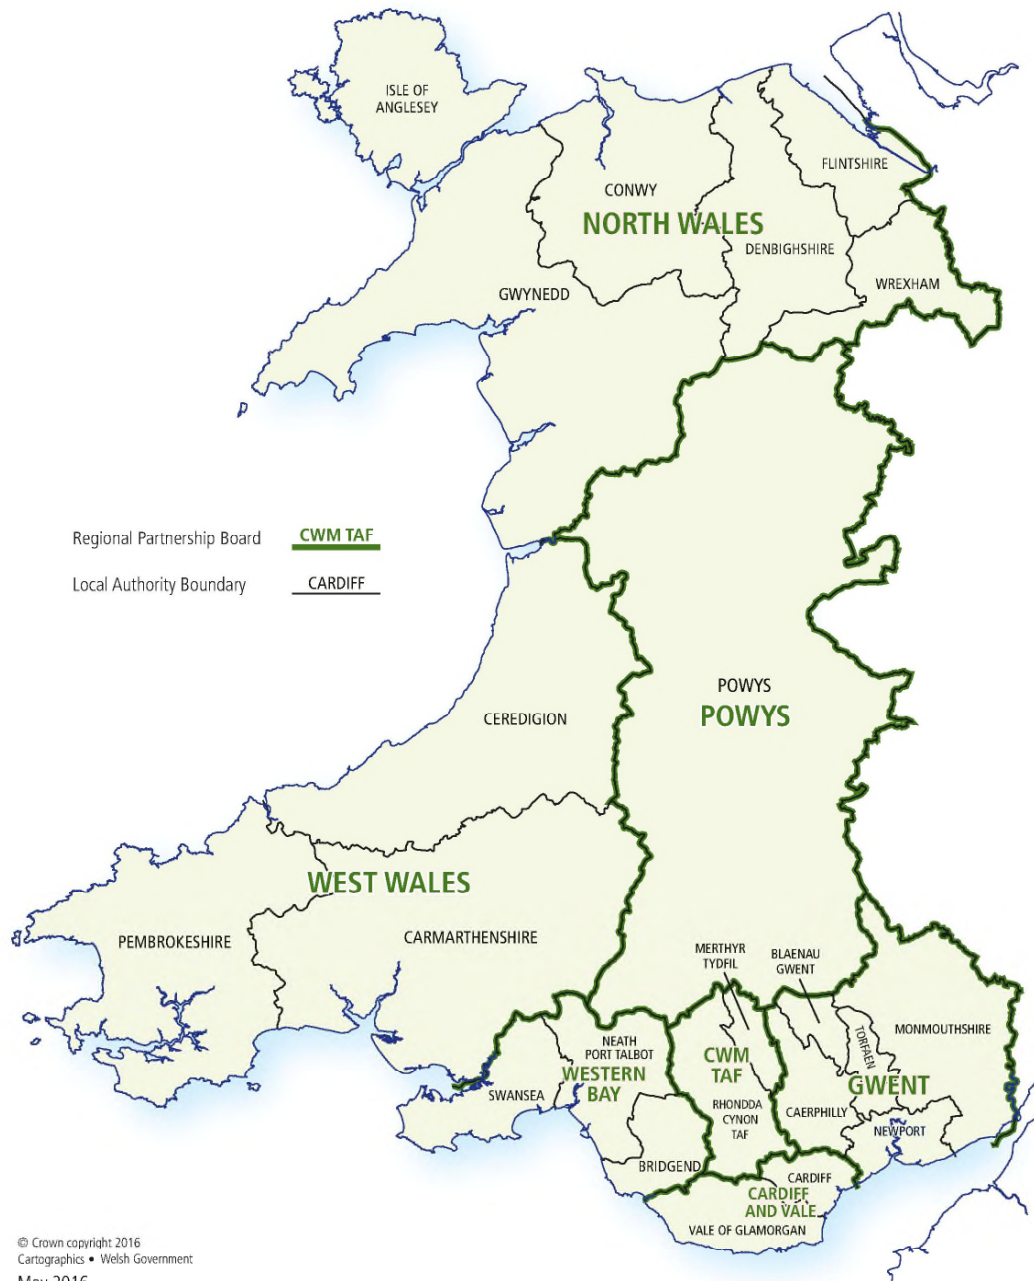 ISLE OF
ANGLESEY
FLINTSHIRE
CONWY
NORTH WALES
DENBIGHSHIRE
WREXHAM
GWYNEDD
Regional Partnership Board CWM TAF
Local Authority Boundary CARDIFF
POWYS
POWYS
CEREDIGION
WEST WALES
PEMBROKESHIRE
CARMARTHENSHIRE
MERTHYR
TYDFIL
BLAENAU
GWENT
MONMOUTHSHIRE
TORFAEN
NEATH
PORT TALBOT
WESTERN
BAY
SWANSEA
CWM
TAF
GWENT
RHONDDA
CYNON
TAF
CAERPHILLY
NEWPORT
BRIDGEND
CARDIFF
CARDIFF
AND VALE
VALE OF GLAMORGAN
© Crown copyright 2016
Cartographics • Welsh Government
May 2016